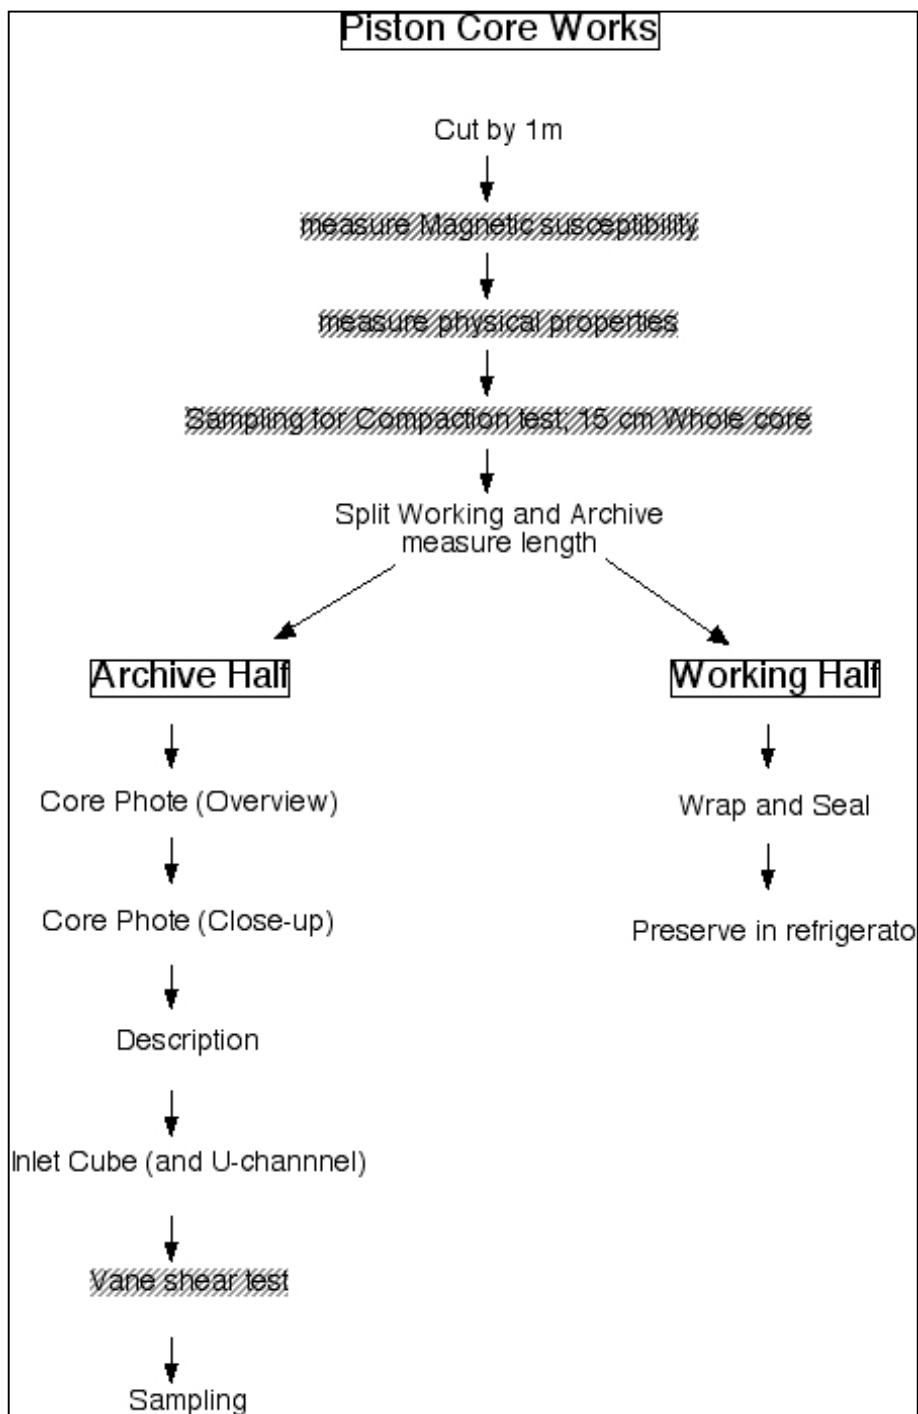 Piston Core Works
Cut by 1m
measure Magnetic susceptibility
measure physical properties
Sampling for Compaction test; 15 cm Whole core
Split Working and Archive
measure length
Archive Half
Core Phote (Overview)
Core Phote (Close-up)
Description
Inlet Cube (and U-channnel)
Vane shear test
Sampling
Working Half
Wrap and Seal
Preserve in refrigerato